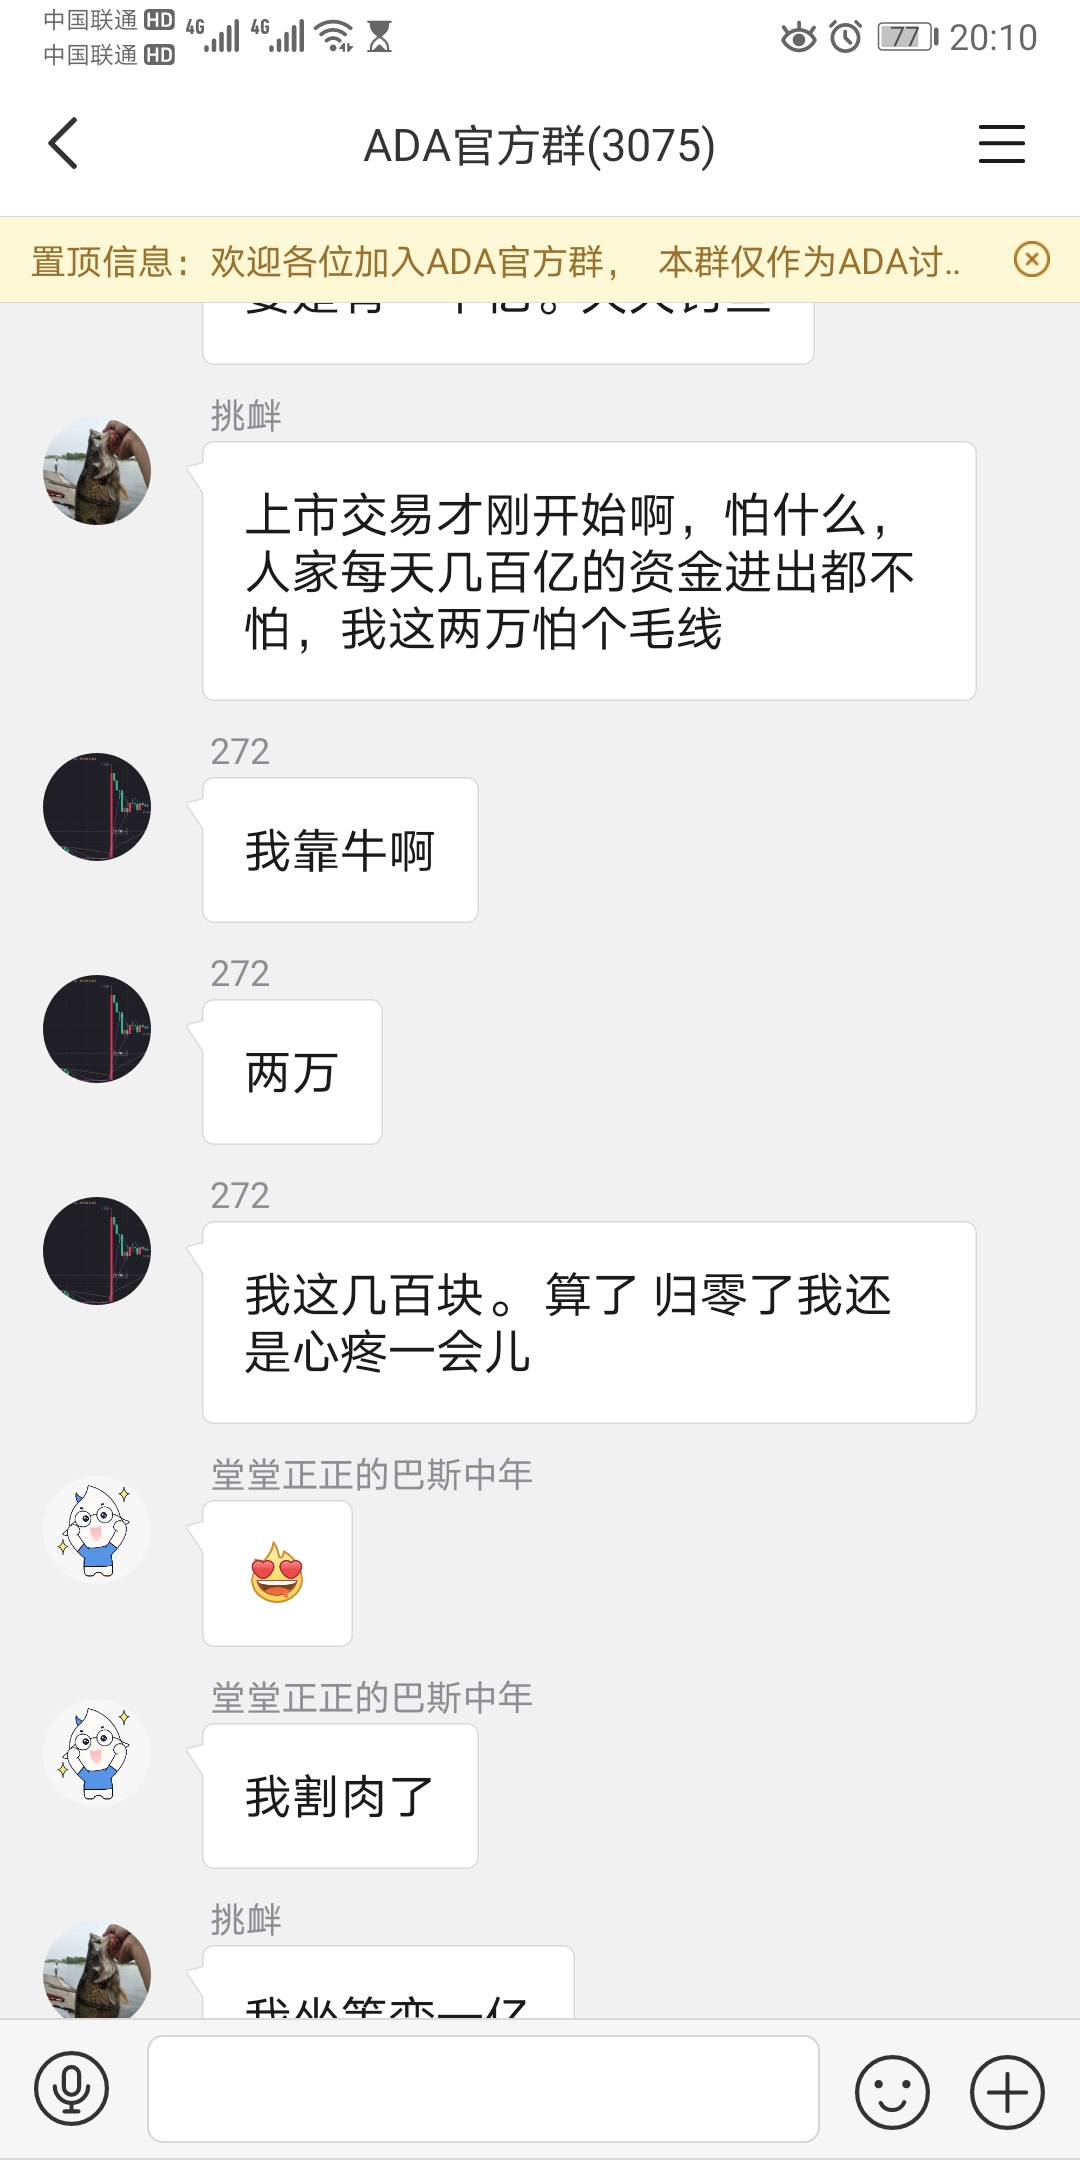 中国联通 HD 4G 4G 77 20:10
中国联通 HD
ADA官方群(3075)
置顶信息：欢迎各位加入ADA官方群， 本群仅作为ADA讨..
挑衅
上市交易才刚开始啊，怕什么，
人家每天几百亿的资金进出都不
怕，我这两万怕个毛线
272
我靠牛啊
272
两万
272
我这几百块。算了 归零了我还
是心疼一会儿
堂堂正正的巴斯中年
堂堂正正的巴斯中年
我割肉了
挑衅
我坐等变一亿